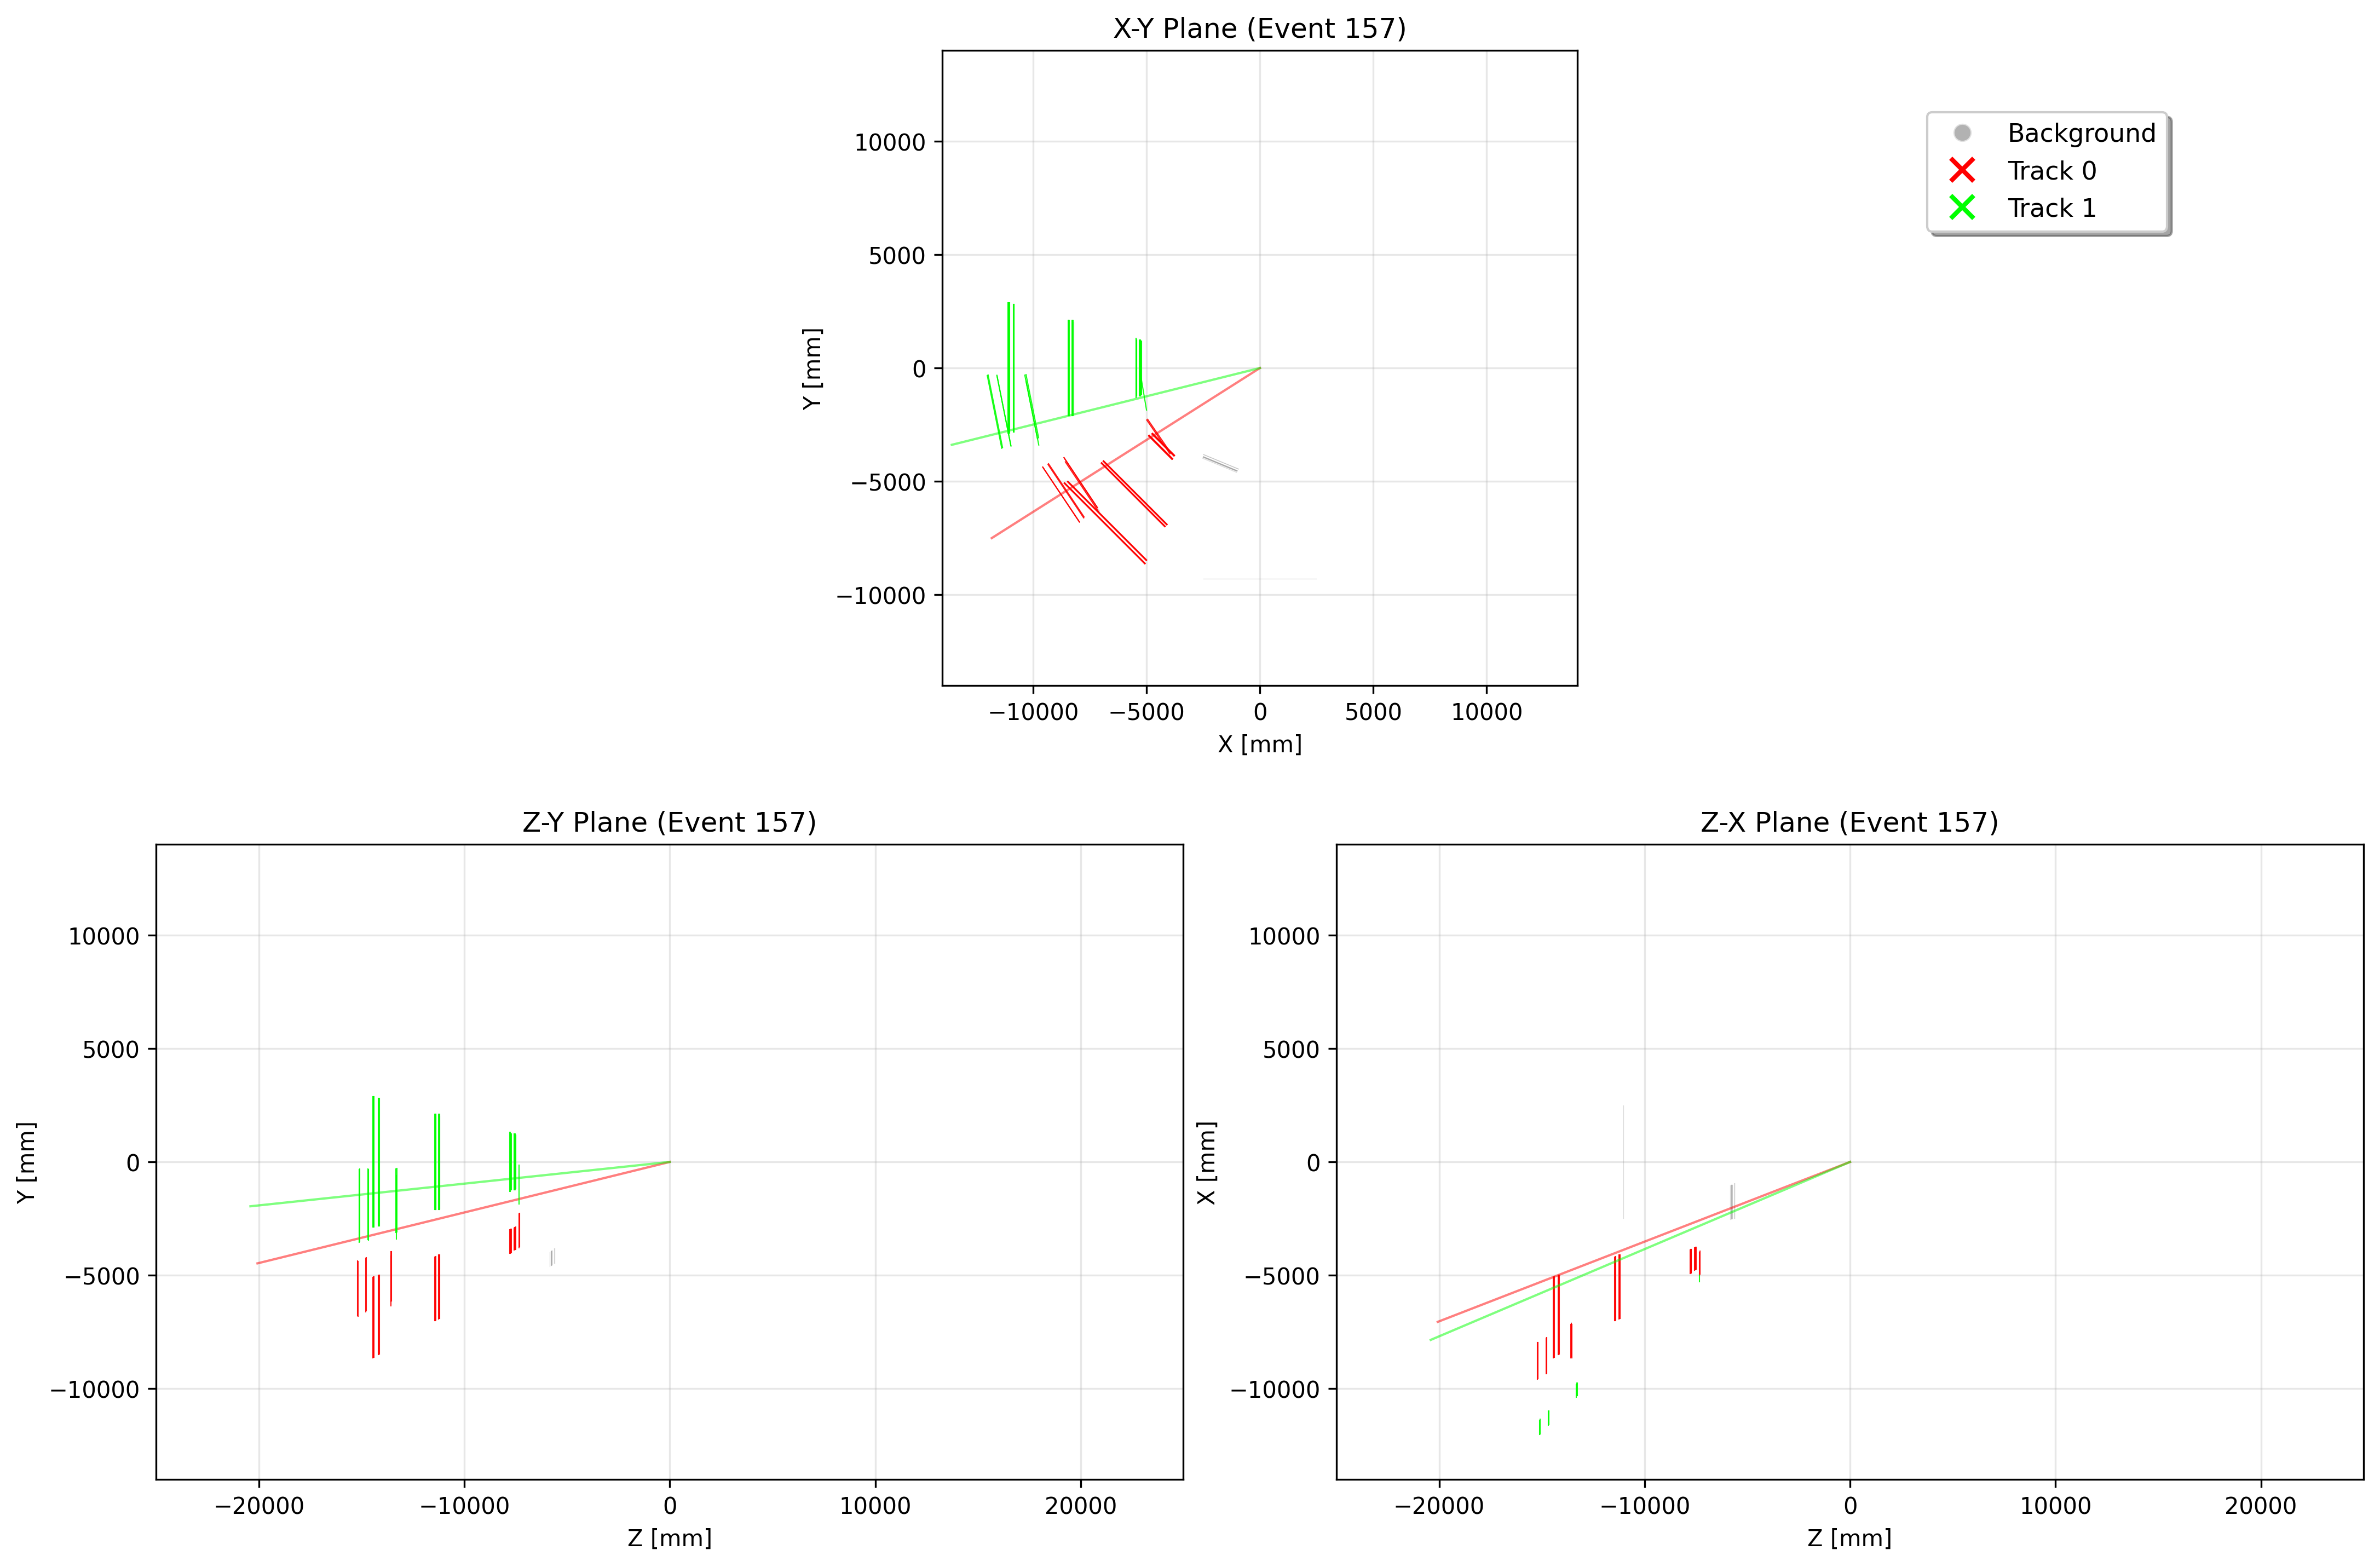 X-Y Plane (Event 157)
Y [mm]
10000
5000
0
−5000
−10000
−10000 −5000 0 5000 10000
X [mm]
Background
Track 0
Track 1
Z-Y Plane (Event 157)
Y [mm]
10000
5000
0
−5000
−10000
−20000 −10000 0 10000 20000
Z [mm]
Z-X Plane (Event 157)
X [mm]
10000
5000
0
−5000
−10000
−20000 −10000 0 10000 20000
Z [mm]